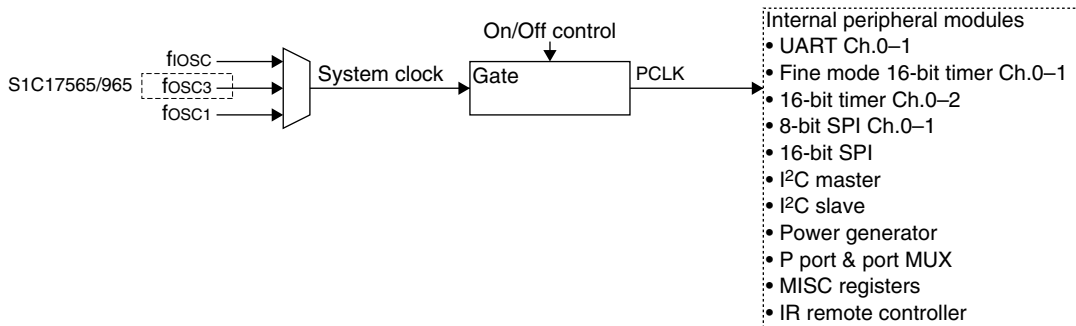 On/Off control
fIOSC
S1C17565/965
fOSC3
fOSC1
System clock
Gate
PCLK
Internal peripheral modules
• UART Ch.0–1
• Fine mode 16-bit timer Ch.0–1
• 16-bit timer Ch.0–2
• 8-bit SPI Ch.0–1
• 16-bit SPI
• I2C master
• I2C slave
• Power generator
• P port & port MUX
• MISC registers
• IR remote controller